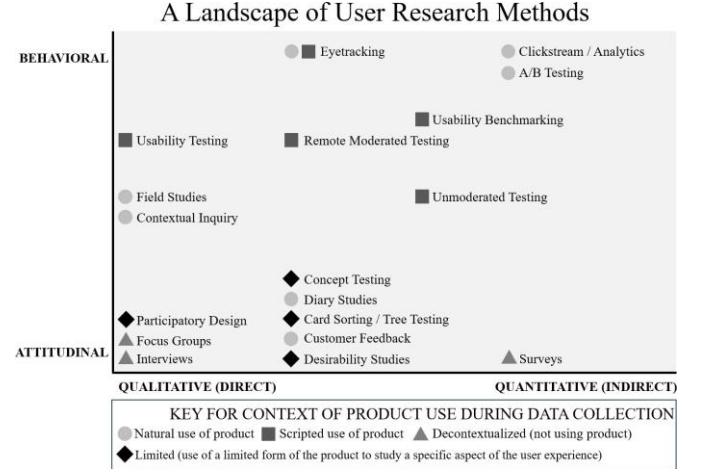 A Landscape of User Research Methods
BEHAVIORAL
Eyetracking
Clickstream / Analytics
A/B Testing
Usability Benchmarking
Usability Testing
Remote Moderated Testing
Field Studies
Unmoderated Testing
Contextual Inquiry
Concept Testing
Diary Studies
Participatory Design
Card Sorting / Tree Testing
Focus Groups
Customer Feedback
ATTITUDINAL
Interviews
Desirability Studies
Surveys
QUALITATIVE (DIRECT)
QUANTITATIVE (INDIRECT)
KEY FOR CONTEXT OF PRODUCT USE DURING DATA COLLECTION
Natural use of product
Scripted use of product
Decontextualized (not using product)
Limited (use of a limited form of the product to study a specific aspect of the user experience)